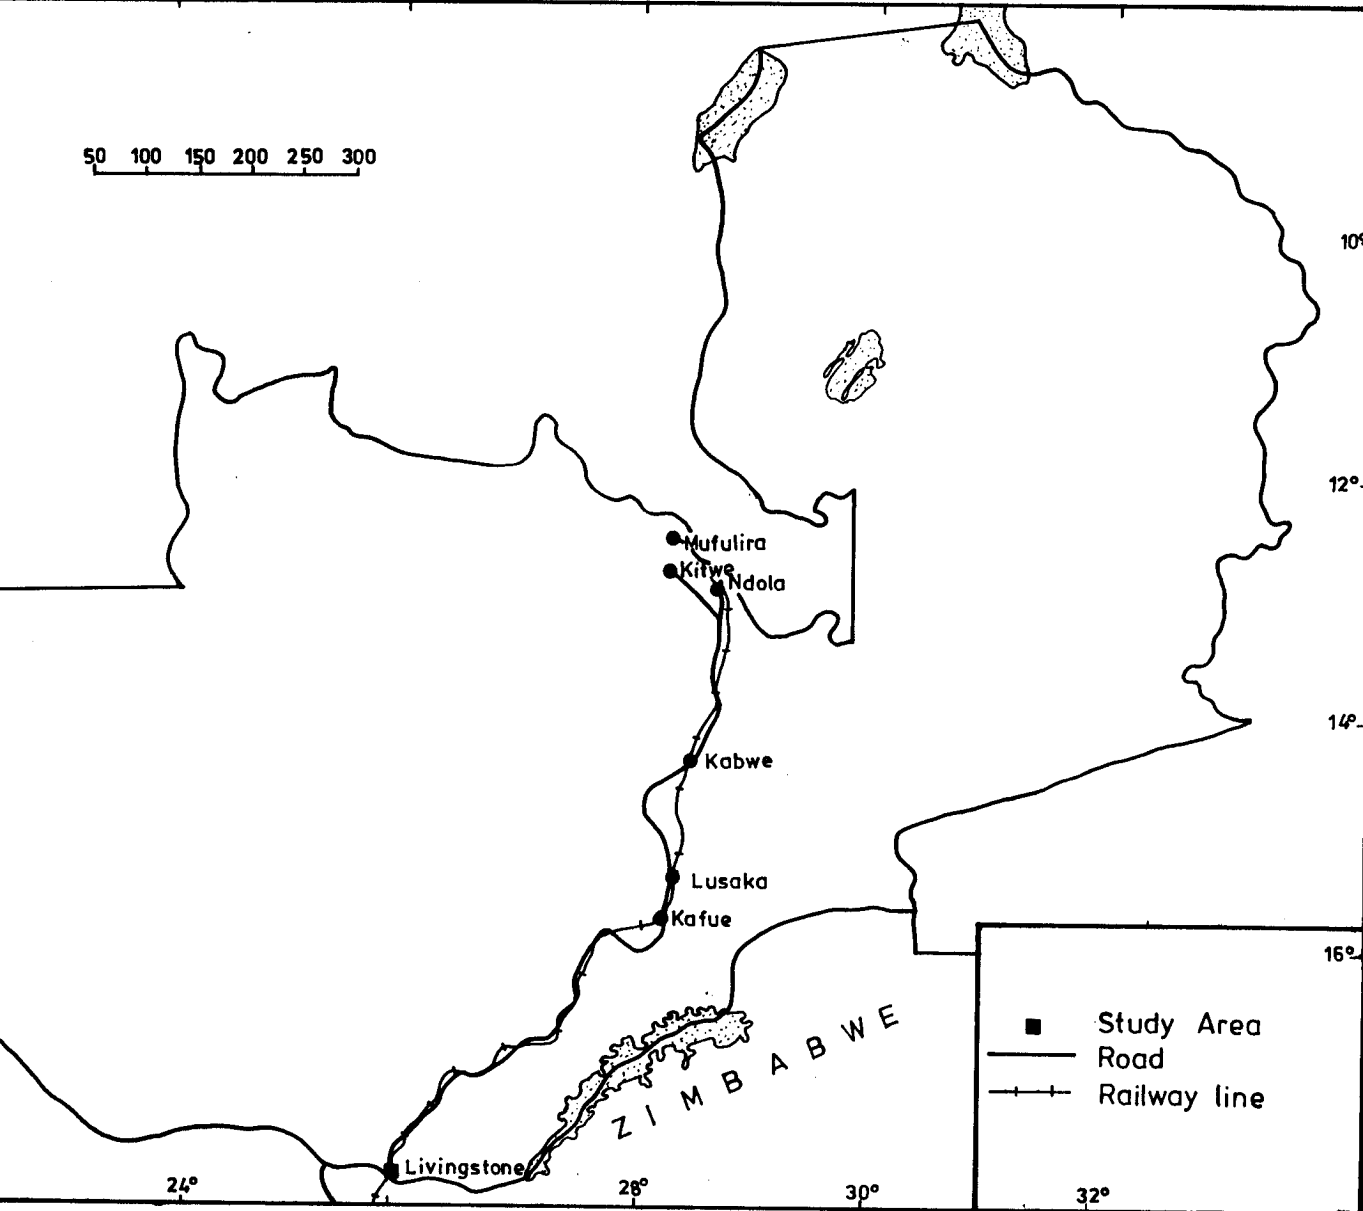 50 100 150 200 250 300
10°
12°
Mufulira
Kitwe
Ndola
14°
Kabwe
Lusaka
Kafue
16°
ZIMBABWE
Study Area
Road
Railway line
Livingstone
24° 28° 30° 32°